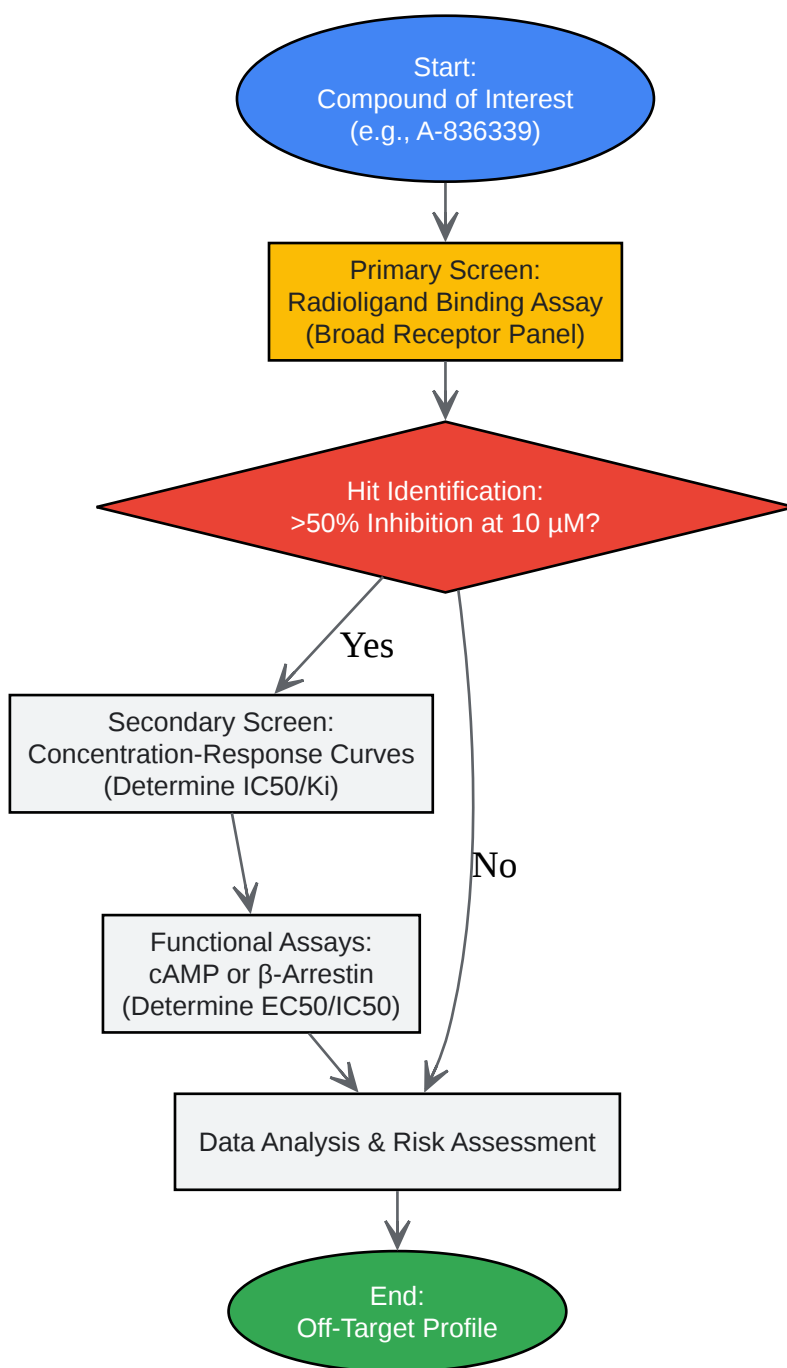 Start:
Compound of Interest
(e.g., A-836339)
Primary Screen:
Radioligand Binding Assay
(Broad Receptor Panel)
Hit Identification:
>50% Inhibition at 10 µM?
Yes
Secondary Screen:
Concentration-Response Curves
(Determine IC50/Ki)
No
Functional Assays:
cAMP or β-Arrestin
(Determine EC50/IC50)
Data Analysis & Risk Assessment
End:
Off-Target Profile